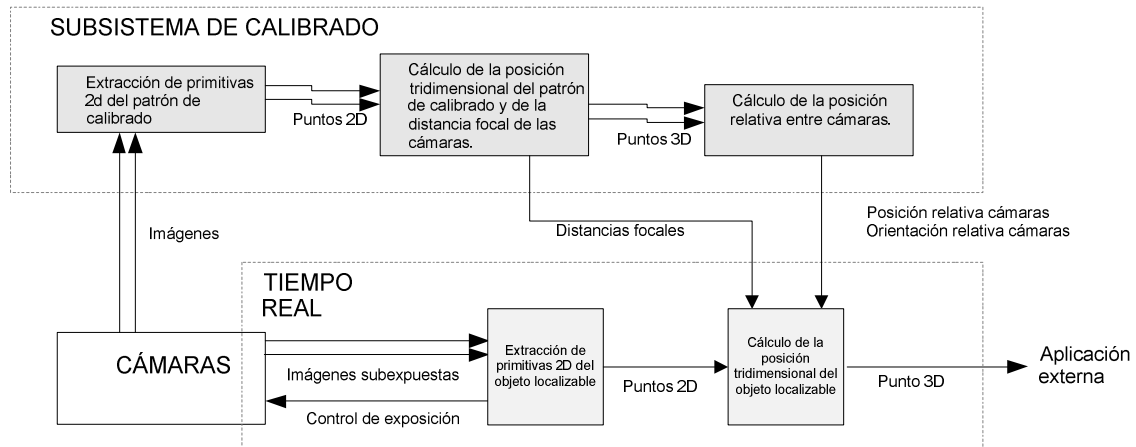 SUBSISTEMA DE CALIBRADO
Extracción de primitivas
2d del patrón de
calibrado
Puntos 2D
Cálculo de la posición
tridimensional del patrón
de calibrado y de la
distancia focal de las
cámaras.
Puntos 3D
Cálculo de la posición
relativa entre cámaras.
Imágenes
Distancias focales
Posición relativa cámaras
Orientación relativa cámaras
TIEMPO
REAL
CÁMARAS
Imágenes subexpuestas
Control de exposición
Extracción de
primitivas 2D del
objeto localizable
Puntos 2D
Cálculo de la
posición
tridimensional del
objeto localizable
Punto 3D
Aplicación
externa